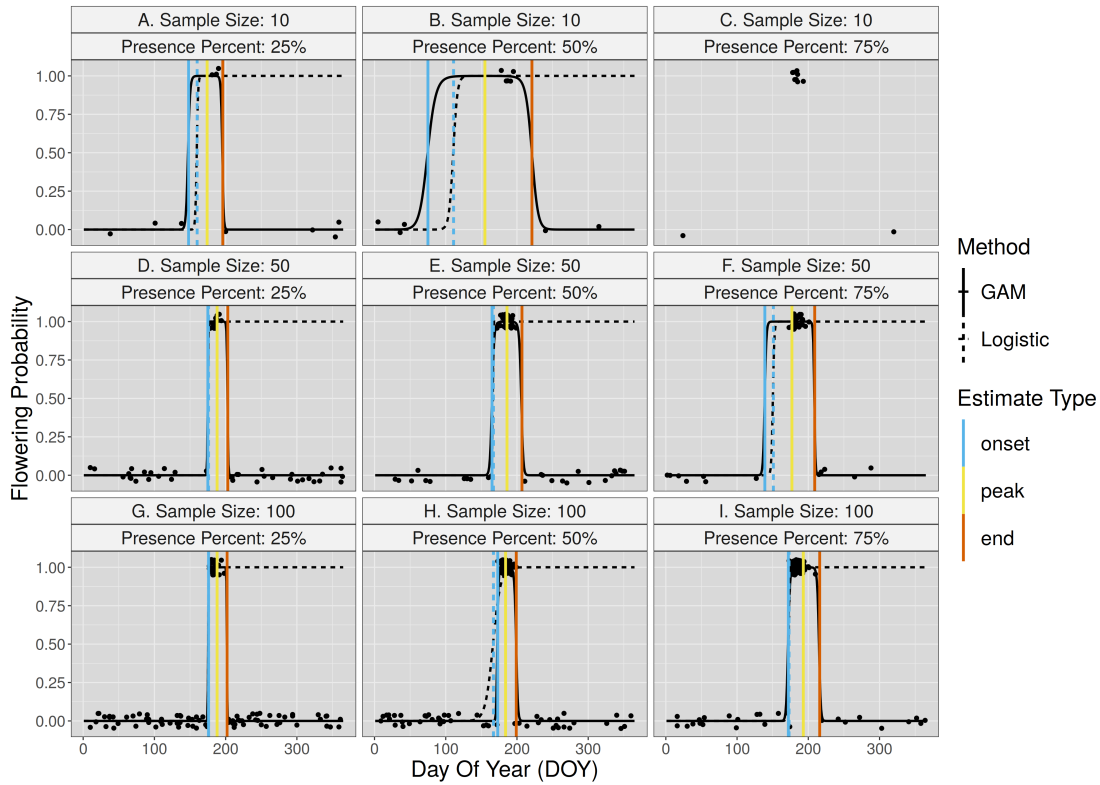 A. Sample Size: 10
B. Sample Size: 10
C. Sample Size: 10
Presence Percent: 25%
Presence Percent: 50%
Presence Percent: 75%
1.00
0.75
0.50
0.25
0.00
D. Sample Size: 50
E. Sample Size: 50
F. Sample Size: 50
Presence Percent: 25%
Presence Percent: 50%
Presence Percent: 75%
1.00
0.75
0.50
0.25
0.00
G. Sample Size: 100
H. Sample Size: 100
I. Sample Size: 100
Presence Percent: 25%
Presence Percent: 50%
Presence Percent: 75%
1.00
0.75
0.50
0.25
0.00
0 100 200 300
0 100 200 300
0 100 200 300
Flowering Probability
Day Of Year (DOY)
Method
GAM
Logistic
Estimate Type
onset
peak
end